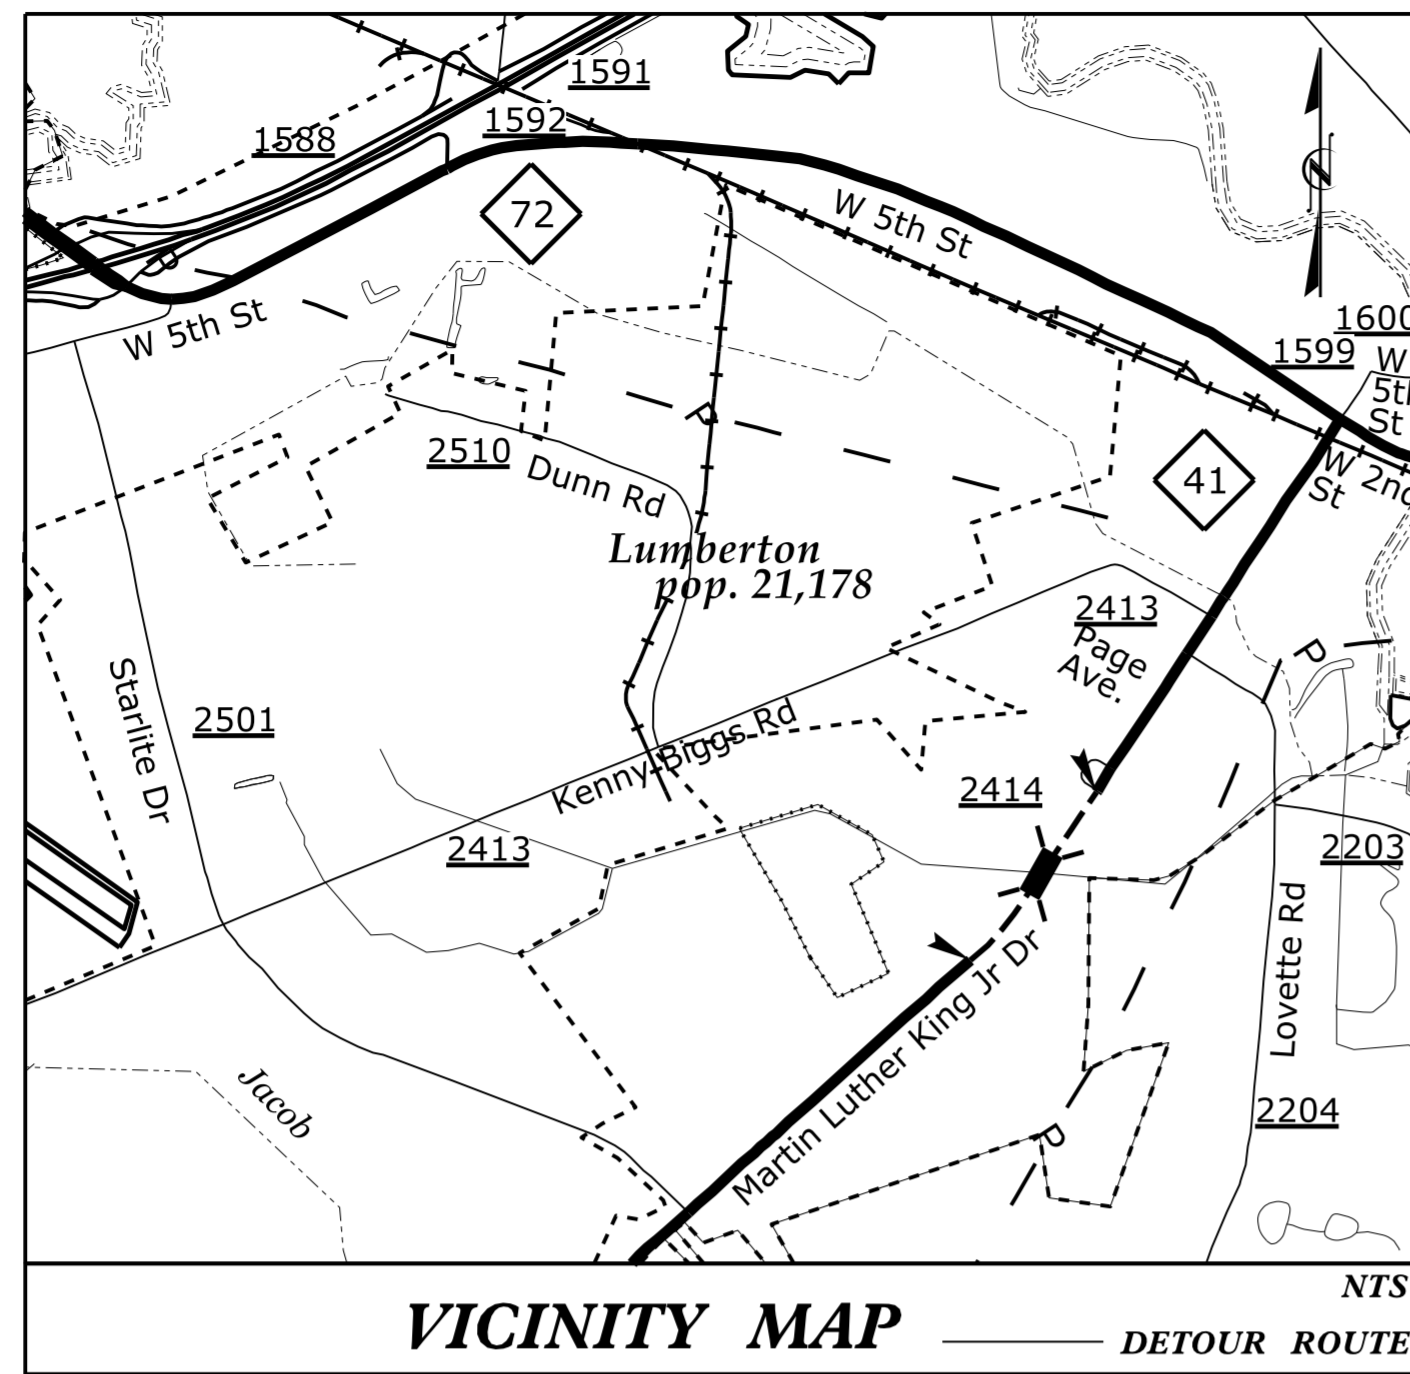 1591
1592
1588
72
W 5th St
W 5th St
1600
1599
W
5th
St
W 2nd
St
P
2510
Dunn Rd
41
Lumberton
pop. 21,178
2413
Page
Ave.
P
Starlite Dr
2501
Kenny Biggs Rd
2414
2413
2203
Lovette Rd
Martin Luther King Jr Dr
Jacob
2204
P
NTS
VICINITY MAP
DETOUR ROUTE